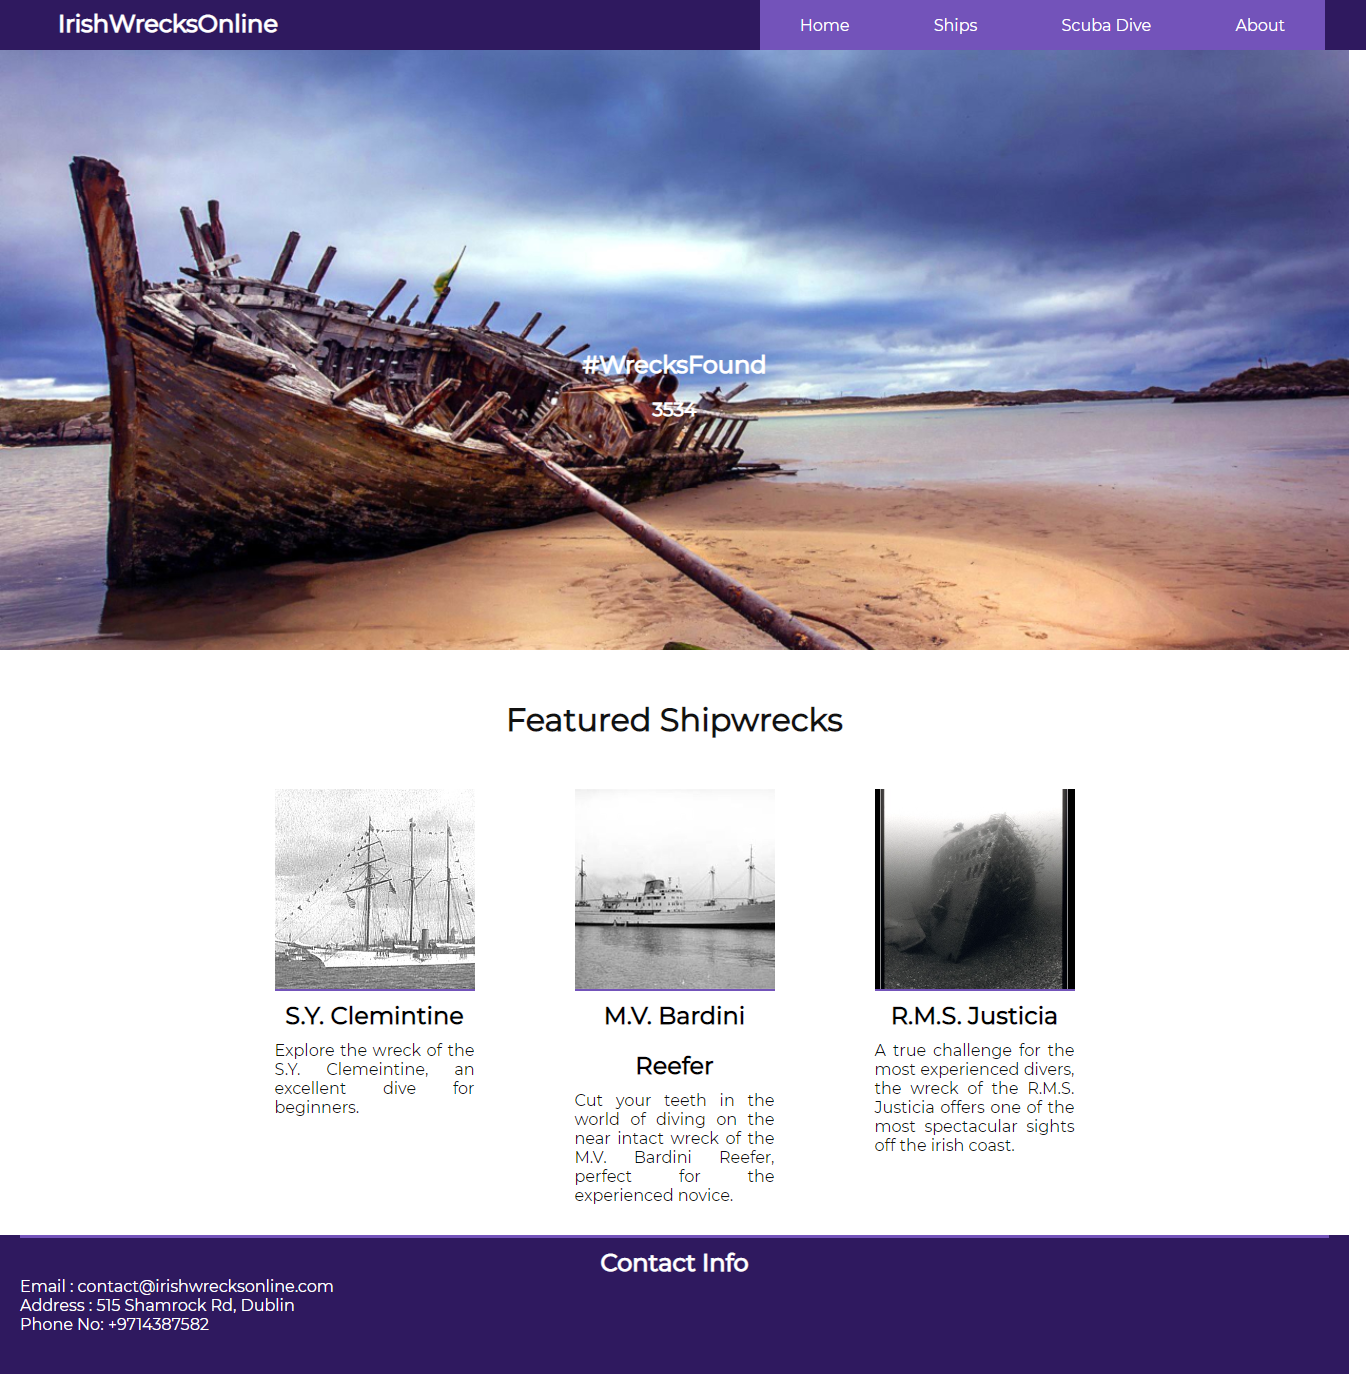 IrishWrecksOnline
Home Ships Scuba Dive About
#WrecksFound
3534
Featured Shipwrecks
S.Y. Clemintine
Explore the wreck of the
S.Y. Clemeintine, an
excellent dive for
beginners.
M.V. Bardini
Reefer
Cut your teeth in the
world of diving on the
near intact wreck of the
M.V. Bardini Reefer,
perfect for the
experienced novice.
R.M.S. Justicia
A true challenge for the
most experienced divers,
the wreck of the R.M.S.
Justicia offers one of the
most spectacular sights
off the irish coast.
Contact Info
Email : contact@irishwrecksonline.com
Address : 515 Shamrock Rd, Dublin
Phone No: +9714387582